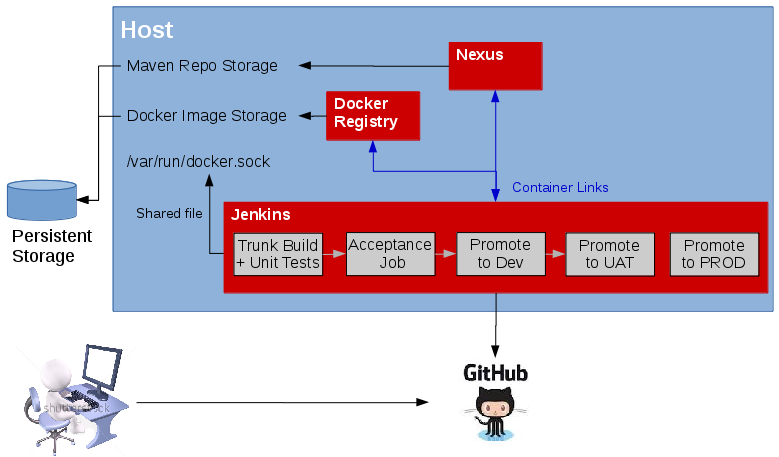 Host
Maven Repo Storage
Nexus
Docker Image Storage
Docker
Registry
/var/run/docker.sock
Container Links
Shared file
Jenkins
Trunk Build
+ Unit Tests
Acceptance
Job
Promote
to Dev
Promote
to UAT
Promote
to PROD
Persistent
Storage
GitHub
shutterstock